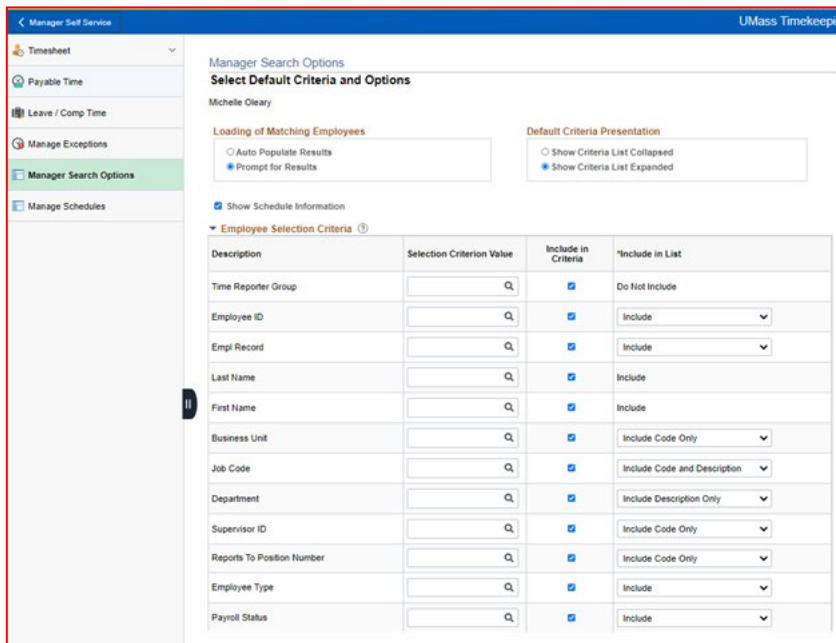 Manager Self Service
UMass Timekeepi
Timesheet
Payable Time
Leave / Comp Time
Manage Exceptions
Manager Search Options
Manage Schedules
Manager Search Options
Select Default Criteria and Options
Michelle Oleary
Loading of Matching Employees
Default Criteria Presentation
Auto Populate Results
Prompt for Results
Show Criteria List Collapsed
Show Criteria List Expanded
Show Schedule Information
Employee Selection Criteria
Description Selection Criterion Value Include in Criteria *Include in List
Time Reporter Group Do Not Include
Employee ID Include
Empl Record Include
Last Name Include
First Name Include
Business Unit Include Code Only
Job Code Include Code and Description
Department Include Description Only
Supervisor ID Include Code Only
Reports To Position Number Include Code Only
Employee Type Include
Payroll Status Include